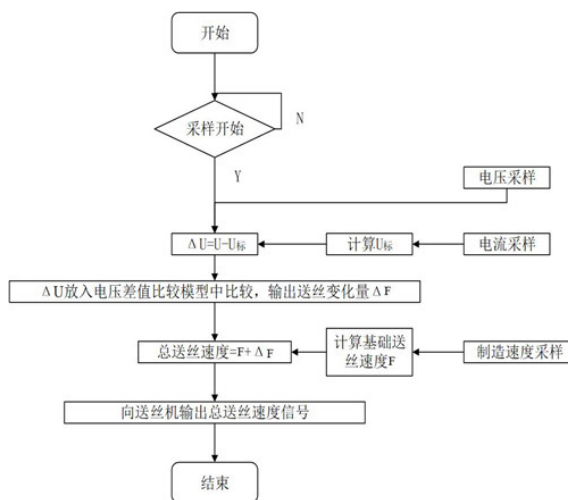 开始
采样开始
N
Y
电压采样
ΔU=U-U标
计算U标
电流采样
ΔU放入电压差值比较模型中比较，输出送丝变化量ΔF
总送丝速度=F+ΔF
计算基础送
丝速度F
制造速度采样
向送丝机输出总送丝速度信号
结束